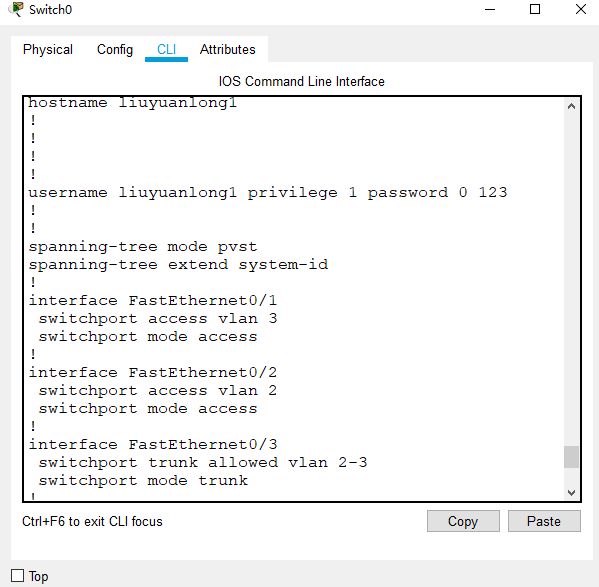 Switch0
Physical Config CLI Attributes
IOS Command Line Interface
hostname liuyuanlong1
!
!
!
!
username liuyuanlong1 privilege 1 password 0 123
!
!
spanning-tree mode pvst
spanning-tree extend system-id
!
interface FastEthernet0/1
 switchport access vlan 3
 switchport mode access
!
interface FastEthernet0/2
 switchport access vlan 2
 switchport mode access
!
interface FastEthernet0/3
 switchport trunk allowed vlan 2-3
 switchport mode trunk
!
Ctrl+F6 to exit CLI focus
Copy Paste
Top